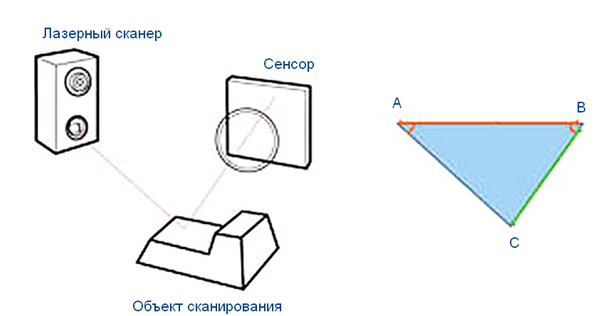 Лазерный сканер
Сенсор
Объект сканирования
A
B
C